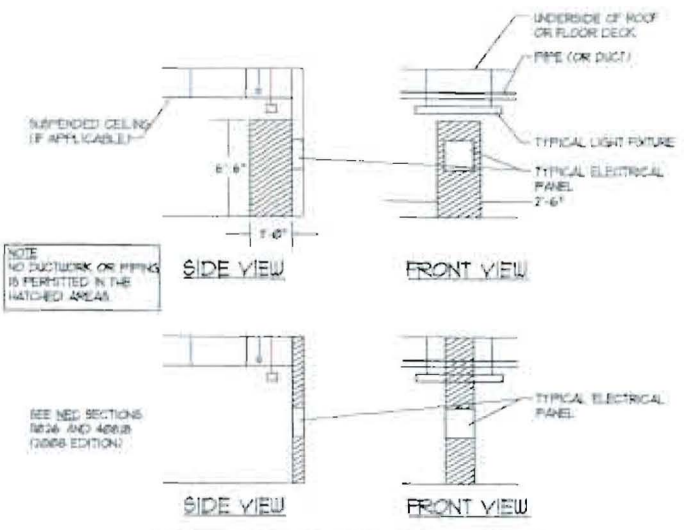 UNDERSIDE OF ROOF
OR FLOOR DECK
PIPE (OR DUCT)
SUSPENDED CEILING
(IF APPLICABLE)
TYPICAL LIGHT FIXTURE
6'-6"
TYPICAL ELECTRICAL
PANEL
2'-6"
NOTE
NO DUCTWORK OR PIPING
IS PERMITTED IN THE
HATCHED AREAS
SIDE VIEW
FRONT VIEW
SEE NEC SECTIONS
AND
(2008 EDITION)
TYPICAL ELECTRICAL
PANEL
SIDE VIEW
FRONT VIEW